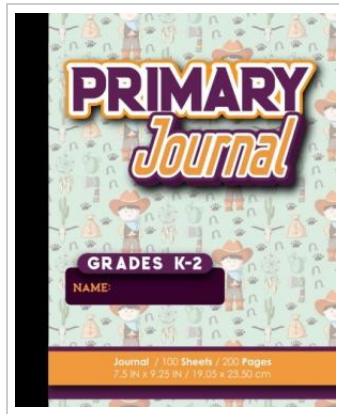 PRIMARY
Journal
GRADES K-2
NAME:
Journal / 100 Sheets / 200 Pages
7.5 IN x 9.25 IN / 19.05 x 23.50 cm